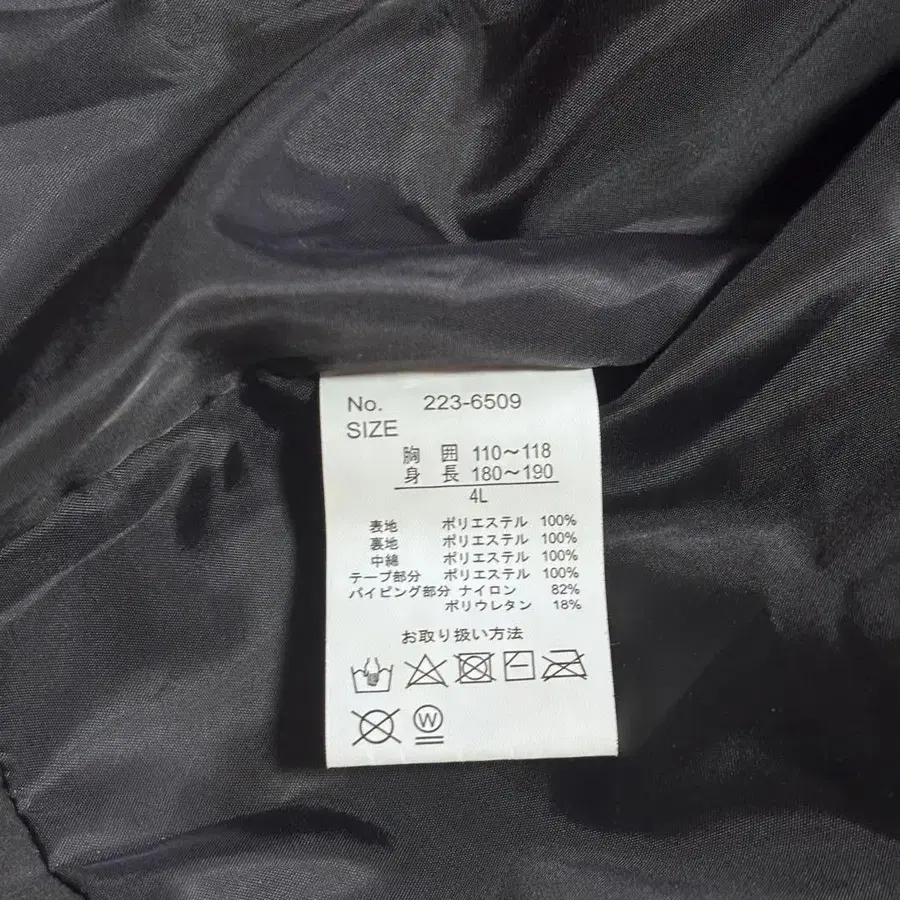 No. 223-6509
SIZE
胸 囲 110〜118
身 長 180〜190
4L
表地 ポリエステル 100%
裏地 ポリエステル 100%
中綿 ポリエステル 100%
テープ部分 ポリエステル 100%
パイピング部分 ナイロン 82%
ポリウレタン 18%
お取り扱い方法
W